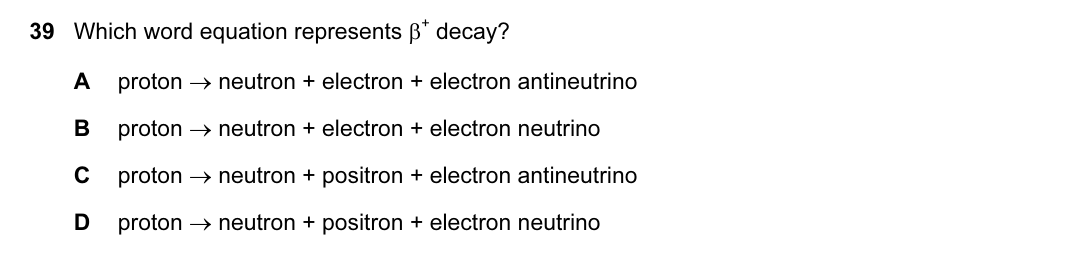 39 Which word equation represents β⁺ decay?
A proton → neutron + electron + electron antineutrino
B proton → neutron + electron + electron neutrino
C proton → neutron + positron + electron antineutrino
D proton → neutron + positron + electron neutrino